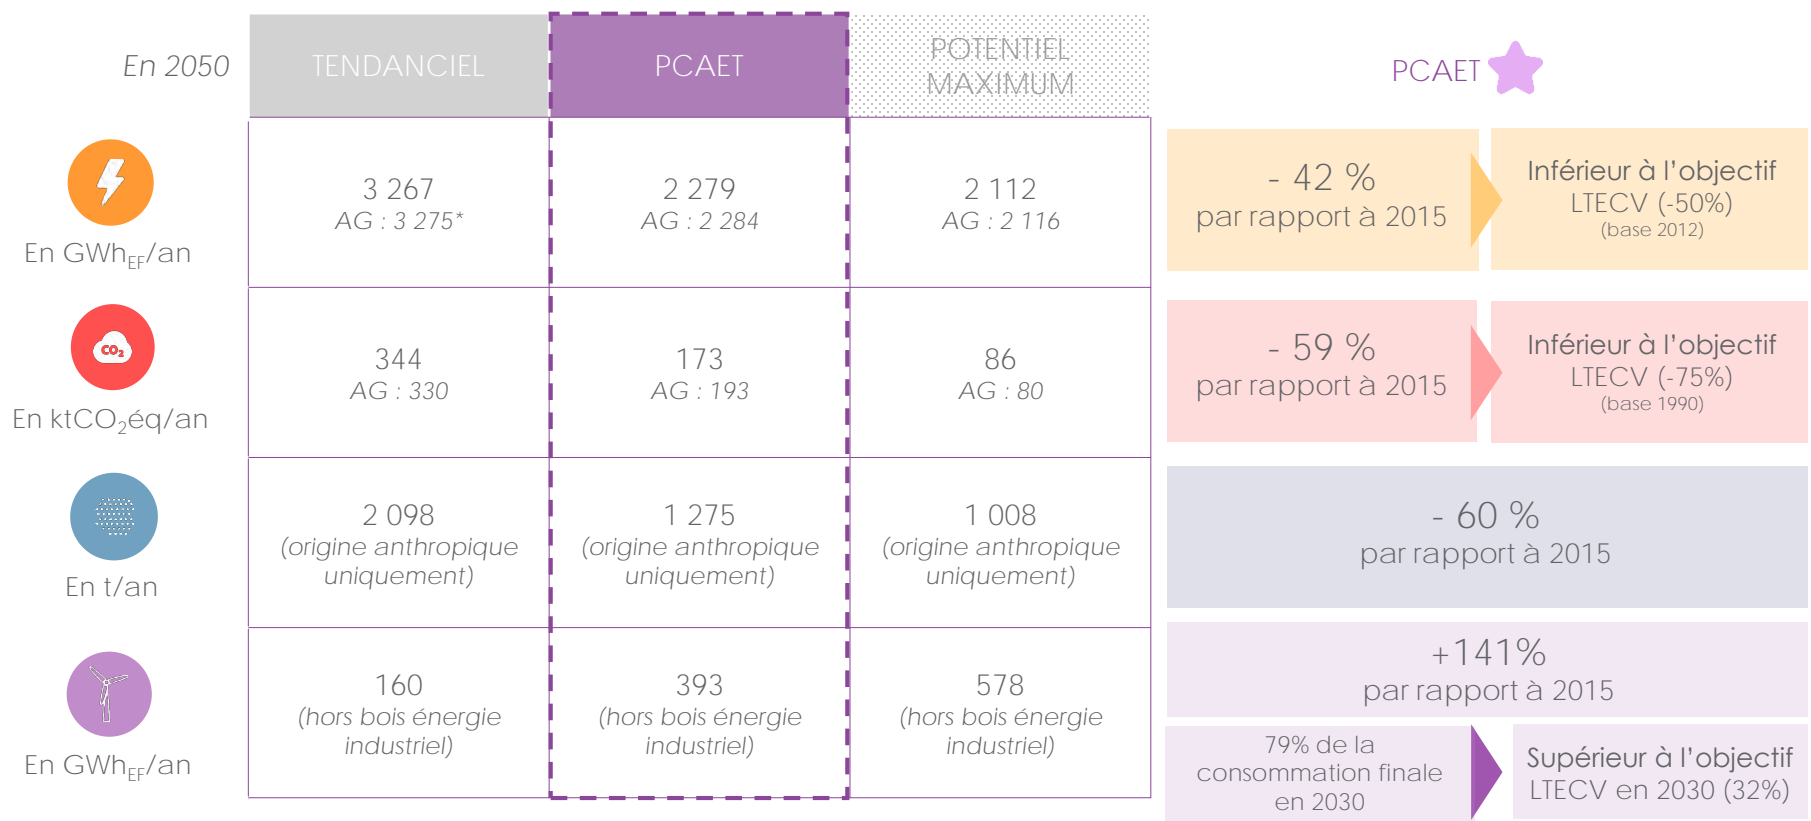 En 2050
TENDANCIEL
PCAET
POTENTIEL
MAXIMUM
PCAET
En GWhEF/an
3 267
AG : 3 275*
2 279
AG : 2 284
2 112
AG : 2 116
- 42 %
par rapport à 2015
Inférieur à l’objectif
LTECV (-50%)
(base 2012)
CO₂
En ktCO₂éq/an
344
AG : 330
173
AG : 193
86
AG : 80
- 59 %
par rapport à 2015
Inférieur à l’objectif
LTECV (-75%)
(base 1990)
En t/an
2 098
(origine anthropique
uniquement)
1 275
(origine anthropique
uniquement)
1 008
(origine anthropique
uniquement)
- 60 %
par rapport à 2015
En GWhEF/an
160
(hors bois énergie
industriel)
393
(hors bois énergie
industriel)
578
(hors bois énergie
industriel)
+141%
par rapport à 2015
79% de la
consommation finale
en 2030
Supérieur à l’objectif
LTECV en 2030 (32%)